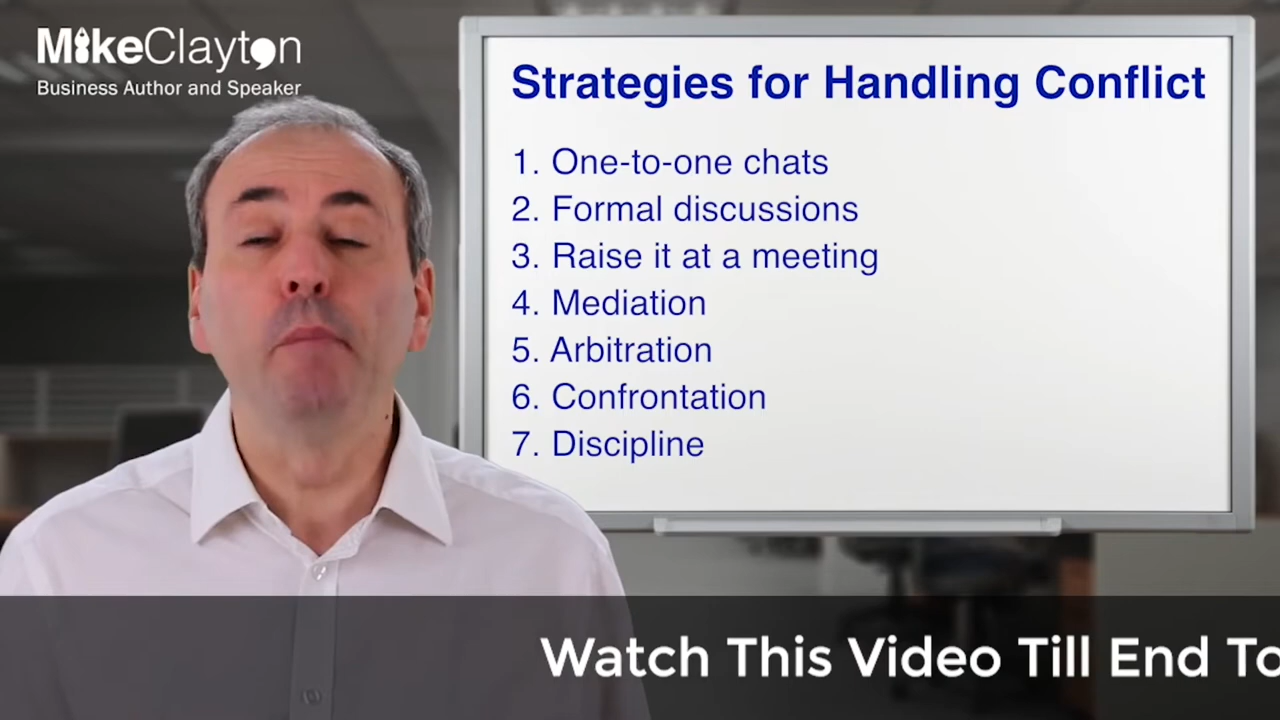 MikeClayton
Business Author and Speaker
Strategies for Handling Conflict
1. One-to-one chats
2. Formal discussions
3. Raise it at a meeting
4. Mediation
5. Arbitration
6. Confrontation
7. Discipline
Watch This Video Till End To